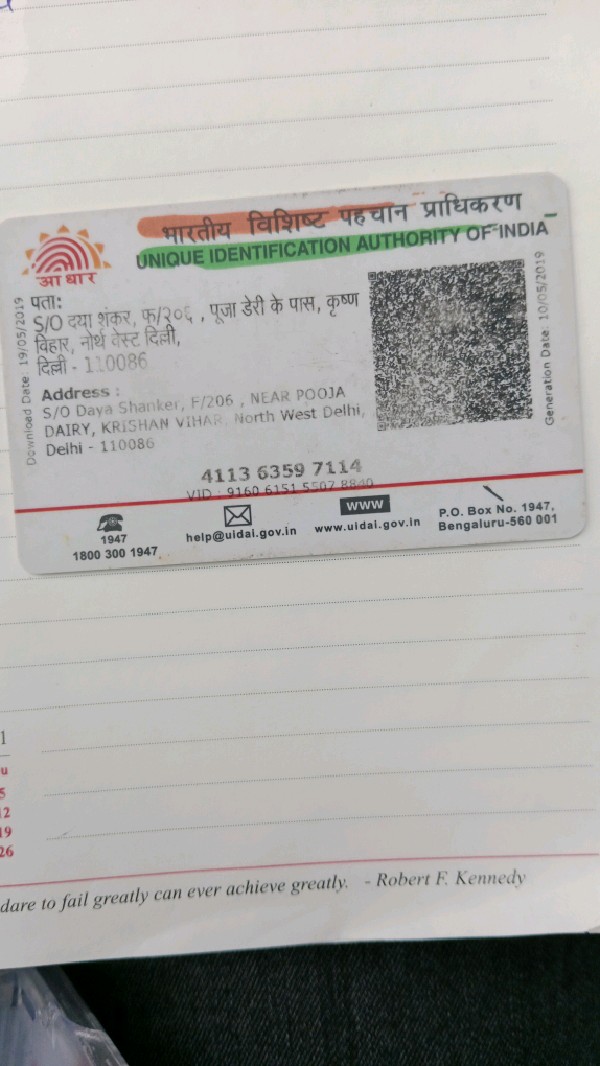 आधार
भारतीय विशिष्ट पहचान प्राधिकरण
UNIQUE IDENTIFICATION AUTHORITY OF INDIA
Download Date: 19/05/2019
Generation Date: 10/05/2019
पता:
S/O दया शंकर, फ/२०६ , पूजा डेरी के पास, कृष्ण
विहार, नोर्थ वेस्ट दिल्ली,
दिल्ली - 110086
Address :
S/O Daya Shanker, F/206 , NEAR POOJA
DAIRY, KRISHAN VIHAR, North West Delhi,
Delhi - 110086
4113 6359 7114
VID : 9160 6151 5507 8840
1947
1800 300 1947
help@uidai.gov.in
WWW
www.uidai.gov.in
P.O. Box No. 1947,
Bengaluru-560 001
1
u
5
12
19
26
dare to fail greatly can ever achieve greatly. - Robert F. Kennedy